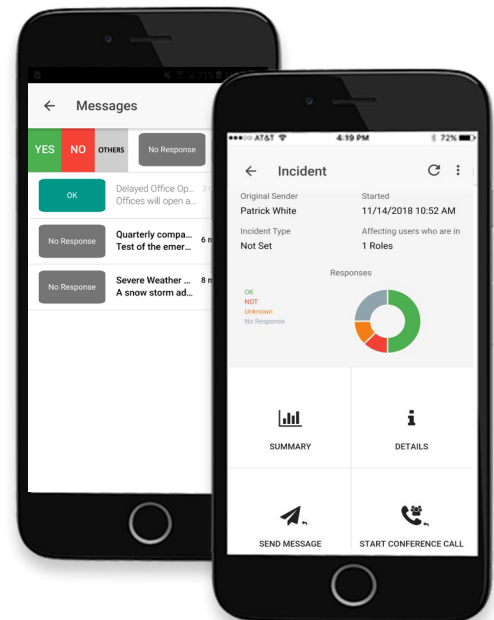 71%
Messages
YES NO OTHERS No Response
OK
Delayed Office Op...
Offices will open a...
No Response
Quarterly compa...
Test of the emer...
6 m
No Response
Severe Weather ...
A snow storm ad...
8 m
AT&T 4:19 PM 72%
Incident
Original Sender Started
Patrick White 11/14/2018 10:52 AM
Incident Type Affecting users who are in
Not Set 1 Roles
Responses
OK
NOT
Unknown
No Response
SUMMARY DETAILS
SEND MESSAGE START CONFERENCE CALL